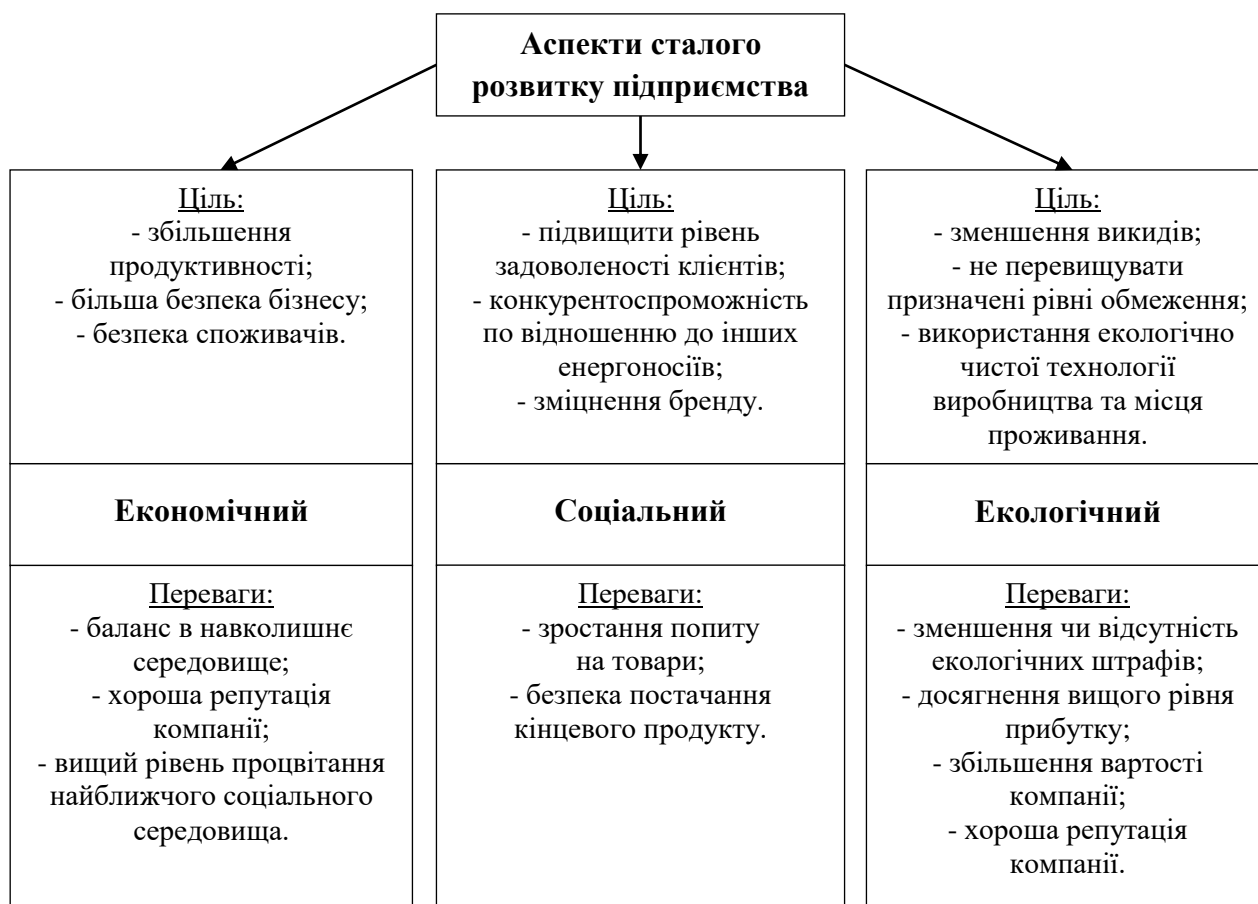 Аспекти сталого
розвитку підприємства
Ціль:
- збільшення
продуктивності;
- більша безпека бізнесу;
- безпека споживачів.
Економічний
Переваги:
- баланс в навколишнє
середовище;
- хороша репутація
компанії;
- вищий рівень процвітання
найближчого соціального
середовища.
Ціль:
- підвищити рівень
задоволеності клієнтів;
- конкурентоспроможність
по відношенню до інших
енергоносіїв;
- зміцнення бренду.
Соціальний
Переваги:
- зростання попиту
на товари;
- безпека постачання
кінцевого продукту.
Ціль:
- зменшення викидів;
- не перевищувати
призначені рівні обмеження;
- використання екологічно
чистої технології
виробництва та місця
проживання.
Екологічний
Переваги:
- зменшення чи відсутність
екологічних штрафів;
- досягнення вищого рівня
прибутку;
- збільшення вартості
компанії;
- хороша репутація
компанії.